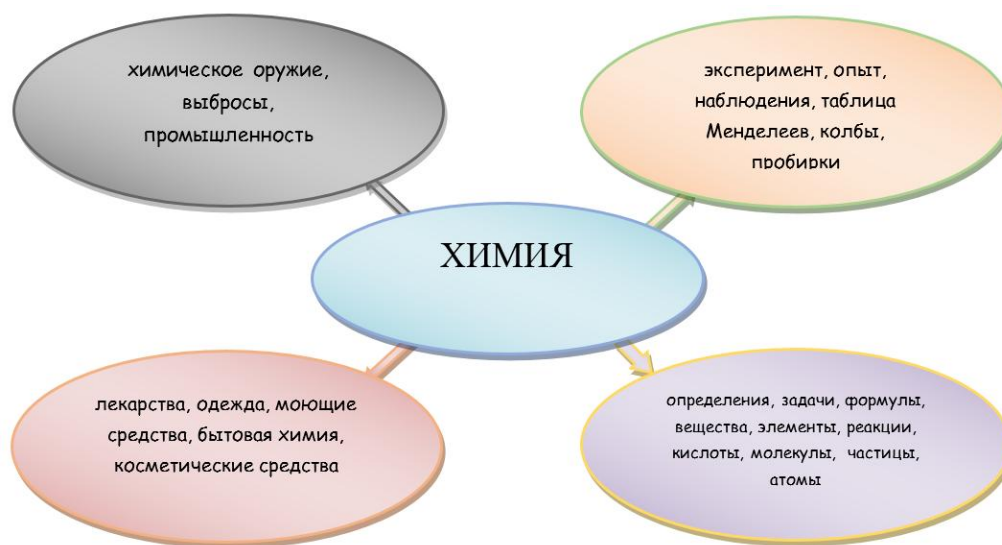 химическое оружие,
выбросы,
промышленность
эксперимент, опыт,
наблюдения, таблица
Менделеев, колбы,
пробирки
ХИМИЯ
лекарства, одежда, моющие
средства, бытовая химия,
косметические средства
определения, задачи, формулы,
вещества, элементы, реакции,
кислоты, молекулы, частицы,
атомы